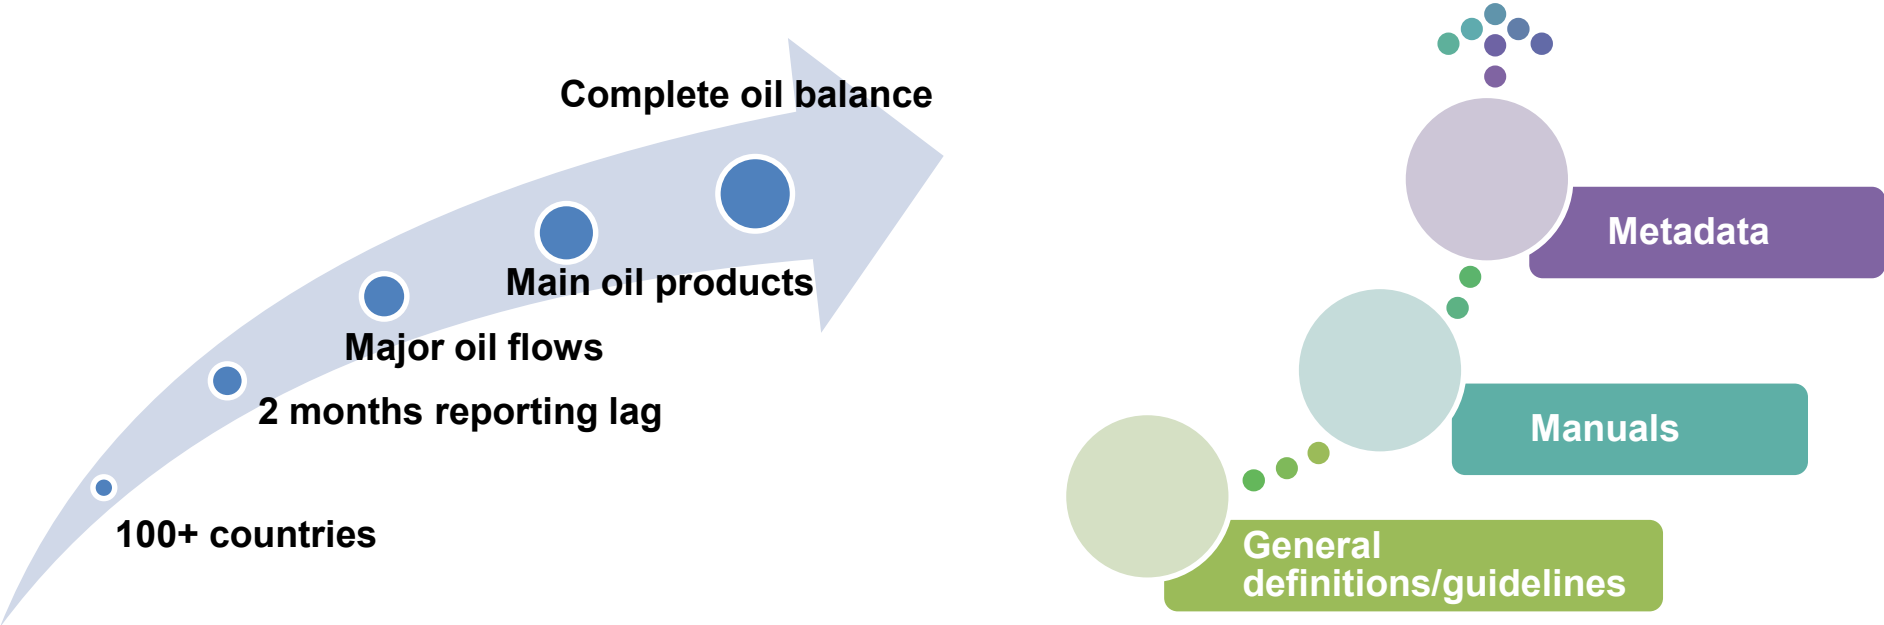 Complete oil balance
Main oil products
Major oil flows
2 months reporting lag
100+ countries
Metadata
Manuals
General
definitions/guidelines